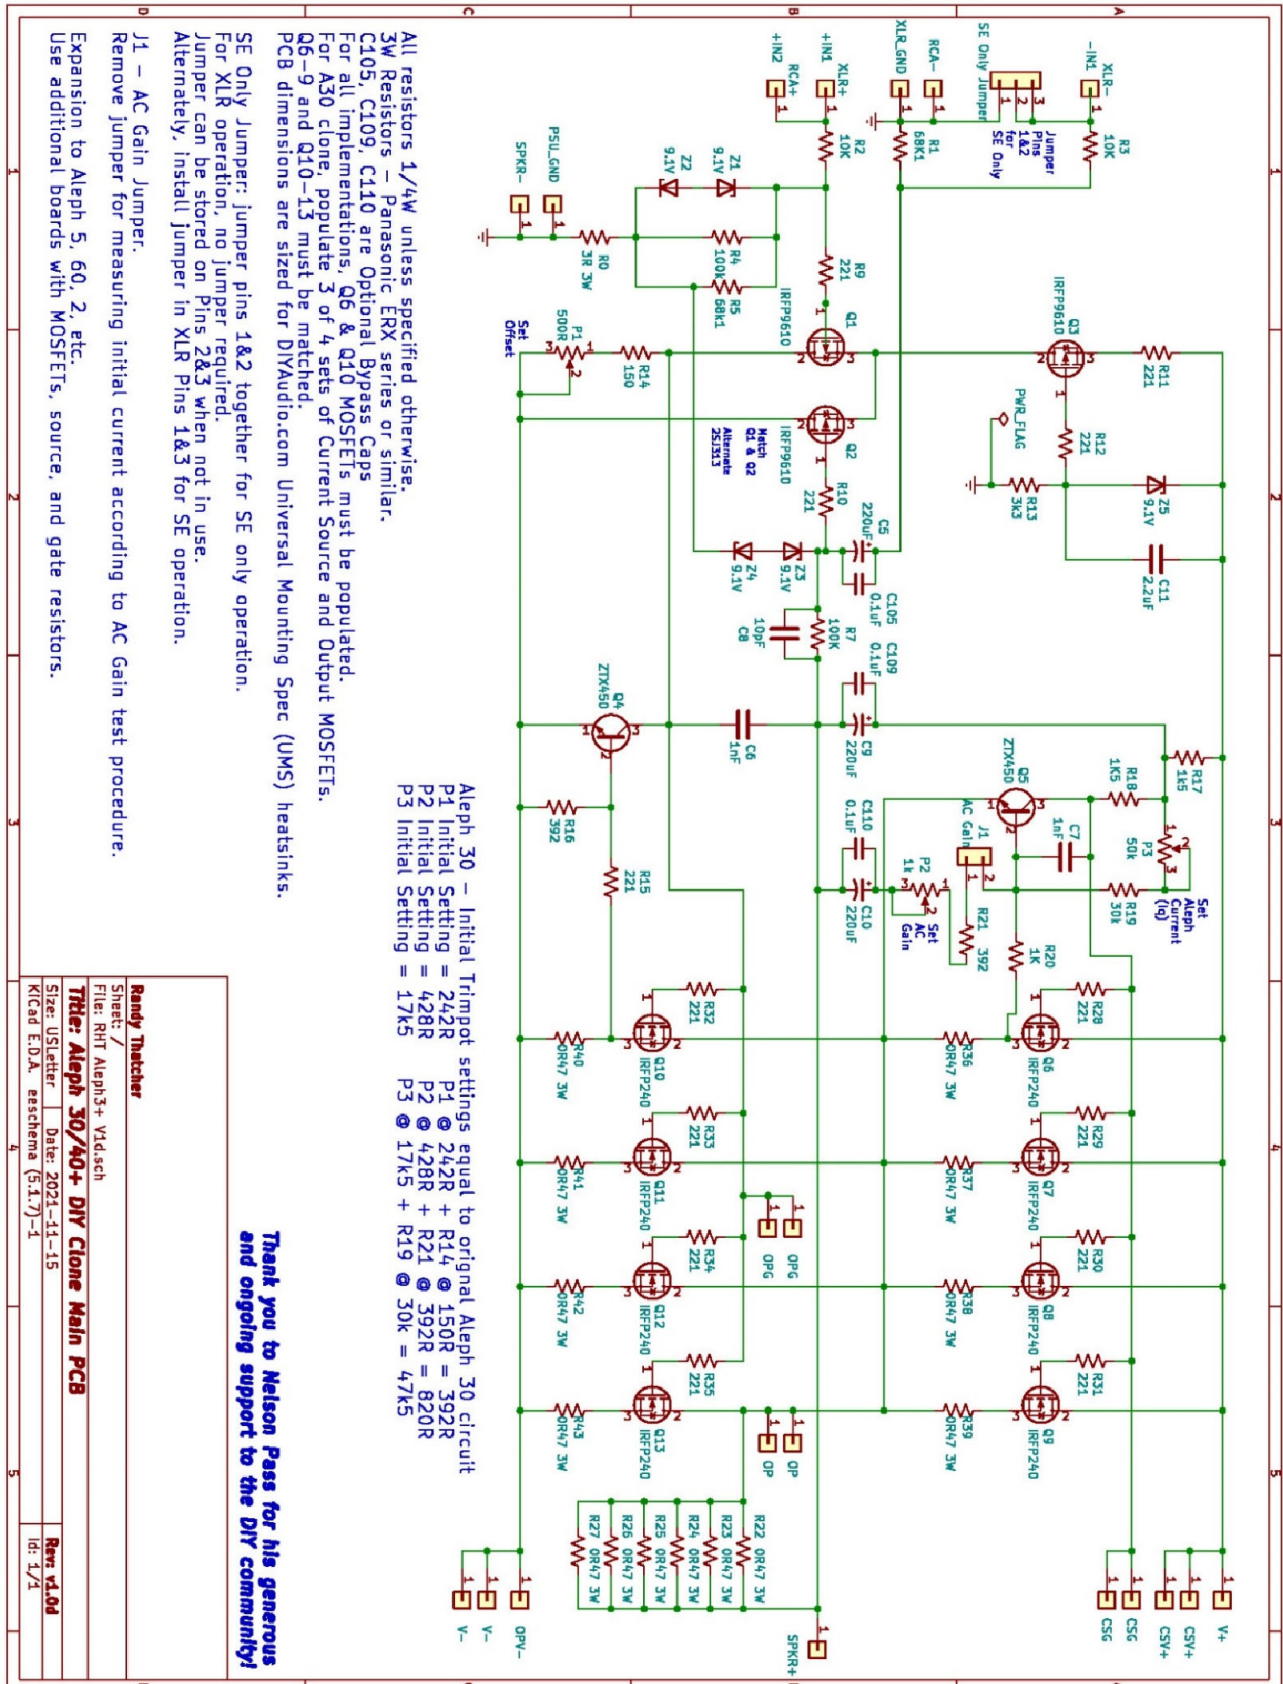 1 2 3 4 5
A
B
C
D
V+
CSV+
CSV+
CSG
CSG
R11
221
Z5
9.1V
C11
2.2uF
R17
1k5
R18
1K5
P3
50k
Set
Aleph
Current
(Iq)
R19
30k
XLR-
-IN1
R3
10K
SE Only Jumper
3
2
1
Jumper
Pins
1&2
for
SE Only
Q3
IRFP9610
R12
221
R13
3k3
PWR_FLAG
Q5
ZTX450
C7
1nF
J1
AC Gain
R20
1K
R21
392
R28
221
R29
221
R30
221
R31
221
Q6
IRFP240
Q7
IRFP240
Q8
IRFP240
Q9
IRFP240
R36
0R47 3W
R37
0R47 3W
R38
0R47 3W
R39
0R47 3W
RCA-
XLR_GND
R1
68K1
P2
1k
Set
AC
Gain
C5
220uF
C105
0.1uF
C109
0.1uF
C9
220uF
C110
0.1uF
C10
220uF
XLR+
+IN1
RCA+
+IN2
R2
10K
R9
221
Q1
IRFP9610
Q2
IRFP9610
R10
221
Match
Q1 & Q2
Alternate
2SJ313
R7
100K
10pF
C8
Z3
9.1V
Z4
9.1V
Z1
9.1V
Z2
9.1V
R4
100k
R5
68k1
C6
1nF
OPG
OPG
OP
OP
SPKR+
R22 0R47 3W
R23 0R47 3W
R24 0R47 3W
R25 0R47 3W
R26 0R47 3W
R27 0R47 3W
R32
221
R33
221
R34
221
R35
221
Q10
IRFP240
Q11
IRFP240
Q12
IRFP240
Q13
IRFP240
R40
0R47 3W
R41
0R47 3W
R42
0R47 3W
R43
0R47 3W
R14
150
P1
500R
Set
Offset
R0
3R 3W
PSU_GND
SPKR-
Q4
ZTX450
R15
221
R16
392
OPV-
V-
V-
Aleph 30 - Initial Trimpot settings equal to orignal Aleph 30 circuit
P1 Initial Setting = 242R P1 @ 242R + R14 @ 150R = 392R
P2 Initial Setting = 428R P2 @ 428R + R21 @ 392R = 820R
P3 Initial Setting = 17k5 P3 @ 17k5 + R19 @ 30k = 47k5
All resistors 1/4W unless specified otherwise.
3W Resistors - Panasonic ERX series or similar.
C105, C109, C110 are Optional Bypass Caps
For all implementations, Q6 & Q10 MOSFETs must be populated.
For A30 clone, populate 3 of 4 sets of Current Source and Output MOSFETs.
Q6-9 and Q10-13 must be matched.
PCB dimensions are sized for DIYAudio.com Universal Mounting Spec (UMS) heatsinks.
SE Only Jumper: jumper pins 1&2 together for SE only operation.
For XLR operation, no jumper required.
Jumper can be stored on Pins 2&3 when not in use.
Alternately, install jumper in XLR Pins 1&3 for SE operation.
J1 - AC Gain Jumper.
Remove jumper for measuring initial current according to AC Gain test procedure.
Expansion to Aleph 5, 60, 2, etc.
Use additional boards with MOSFETs, source, and gate resistors.
Thank you to Nelson Pass for his generous
and ongoing support to the DIY community!
Randy Thatcher
Sheet: /
File: RHT Aleph3+ V1d.sch
Title: Aleph 30/40+ DIY Clone Main PCB
Size: USLetter Date: 2021-11-15 Rev: v1.0d
KiCad E.D.A. eeschema (5.1.7)-1 Id: 1/1